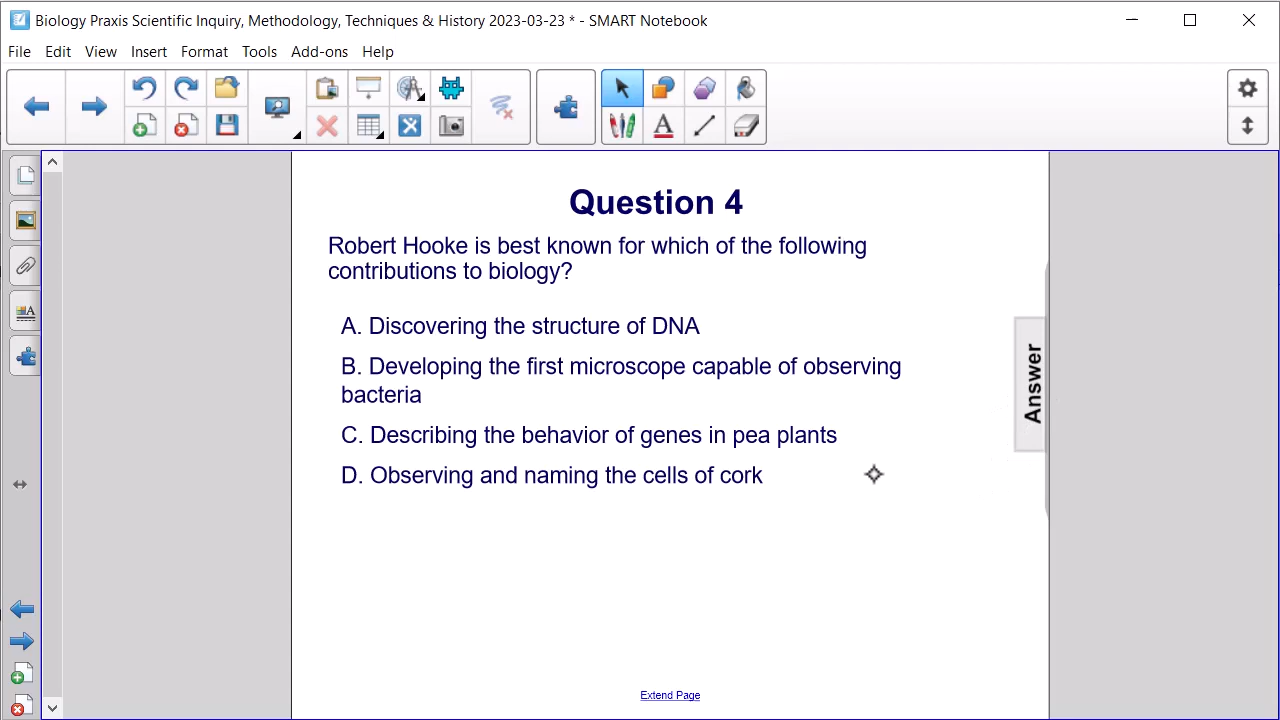 Biology Praxis Scientific Inquiry, Methodology, Techniques & History 2023-03-23 * - SMART Notebook
File Edit View Insert Format Tools Add-ons Help
Question 4
Robert Hooke is best known for which of the following
contributions to biology?
A. Discovering the structure of DNA
B. Developing the first microscope capable of observing
bacteria
C. Describing the behavior of genes in pea plants
D. Observing and naming the cells of cork
Answer
Extend Page